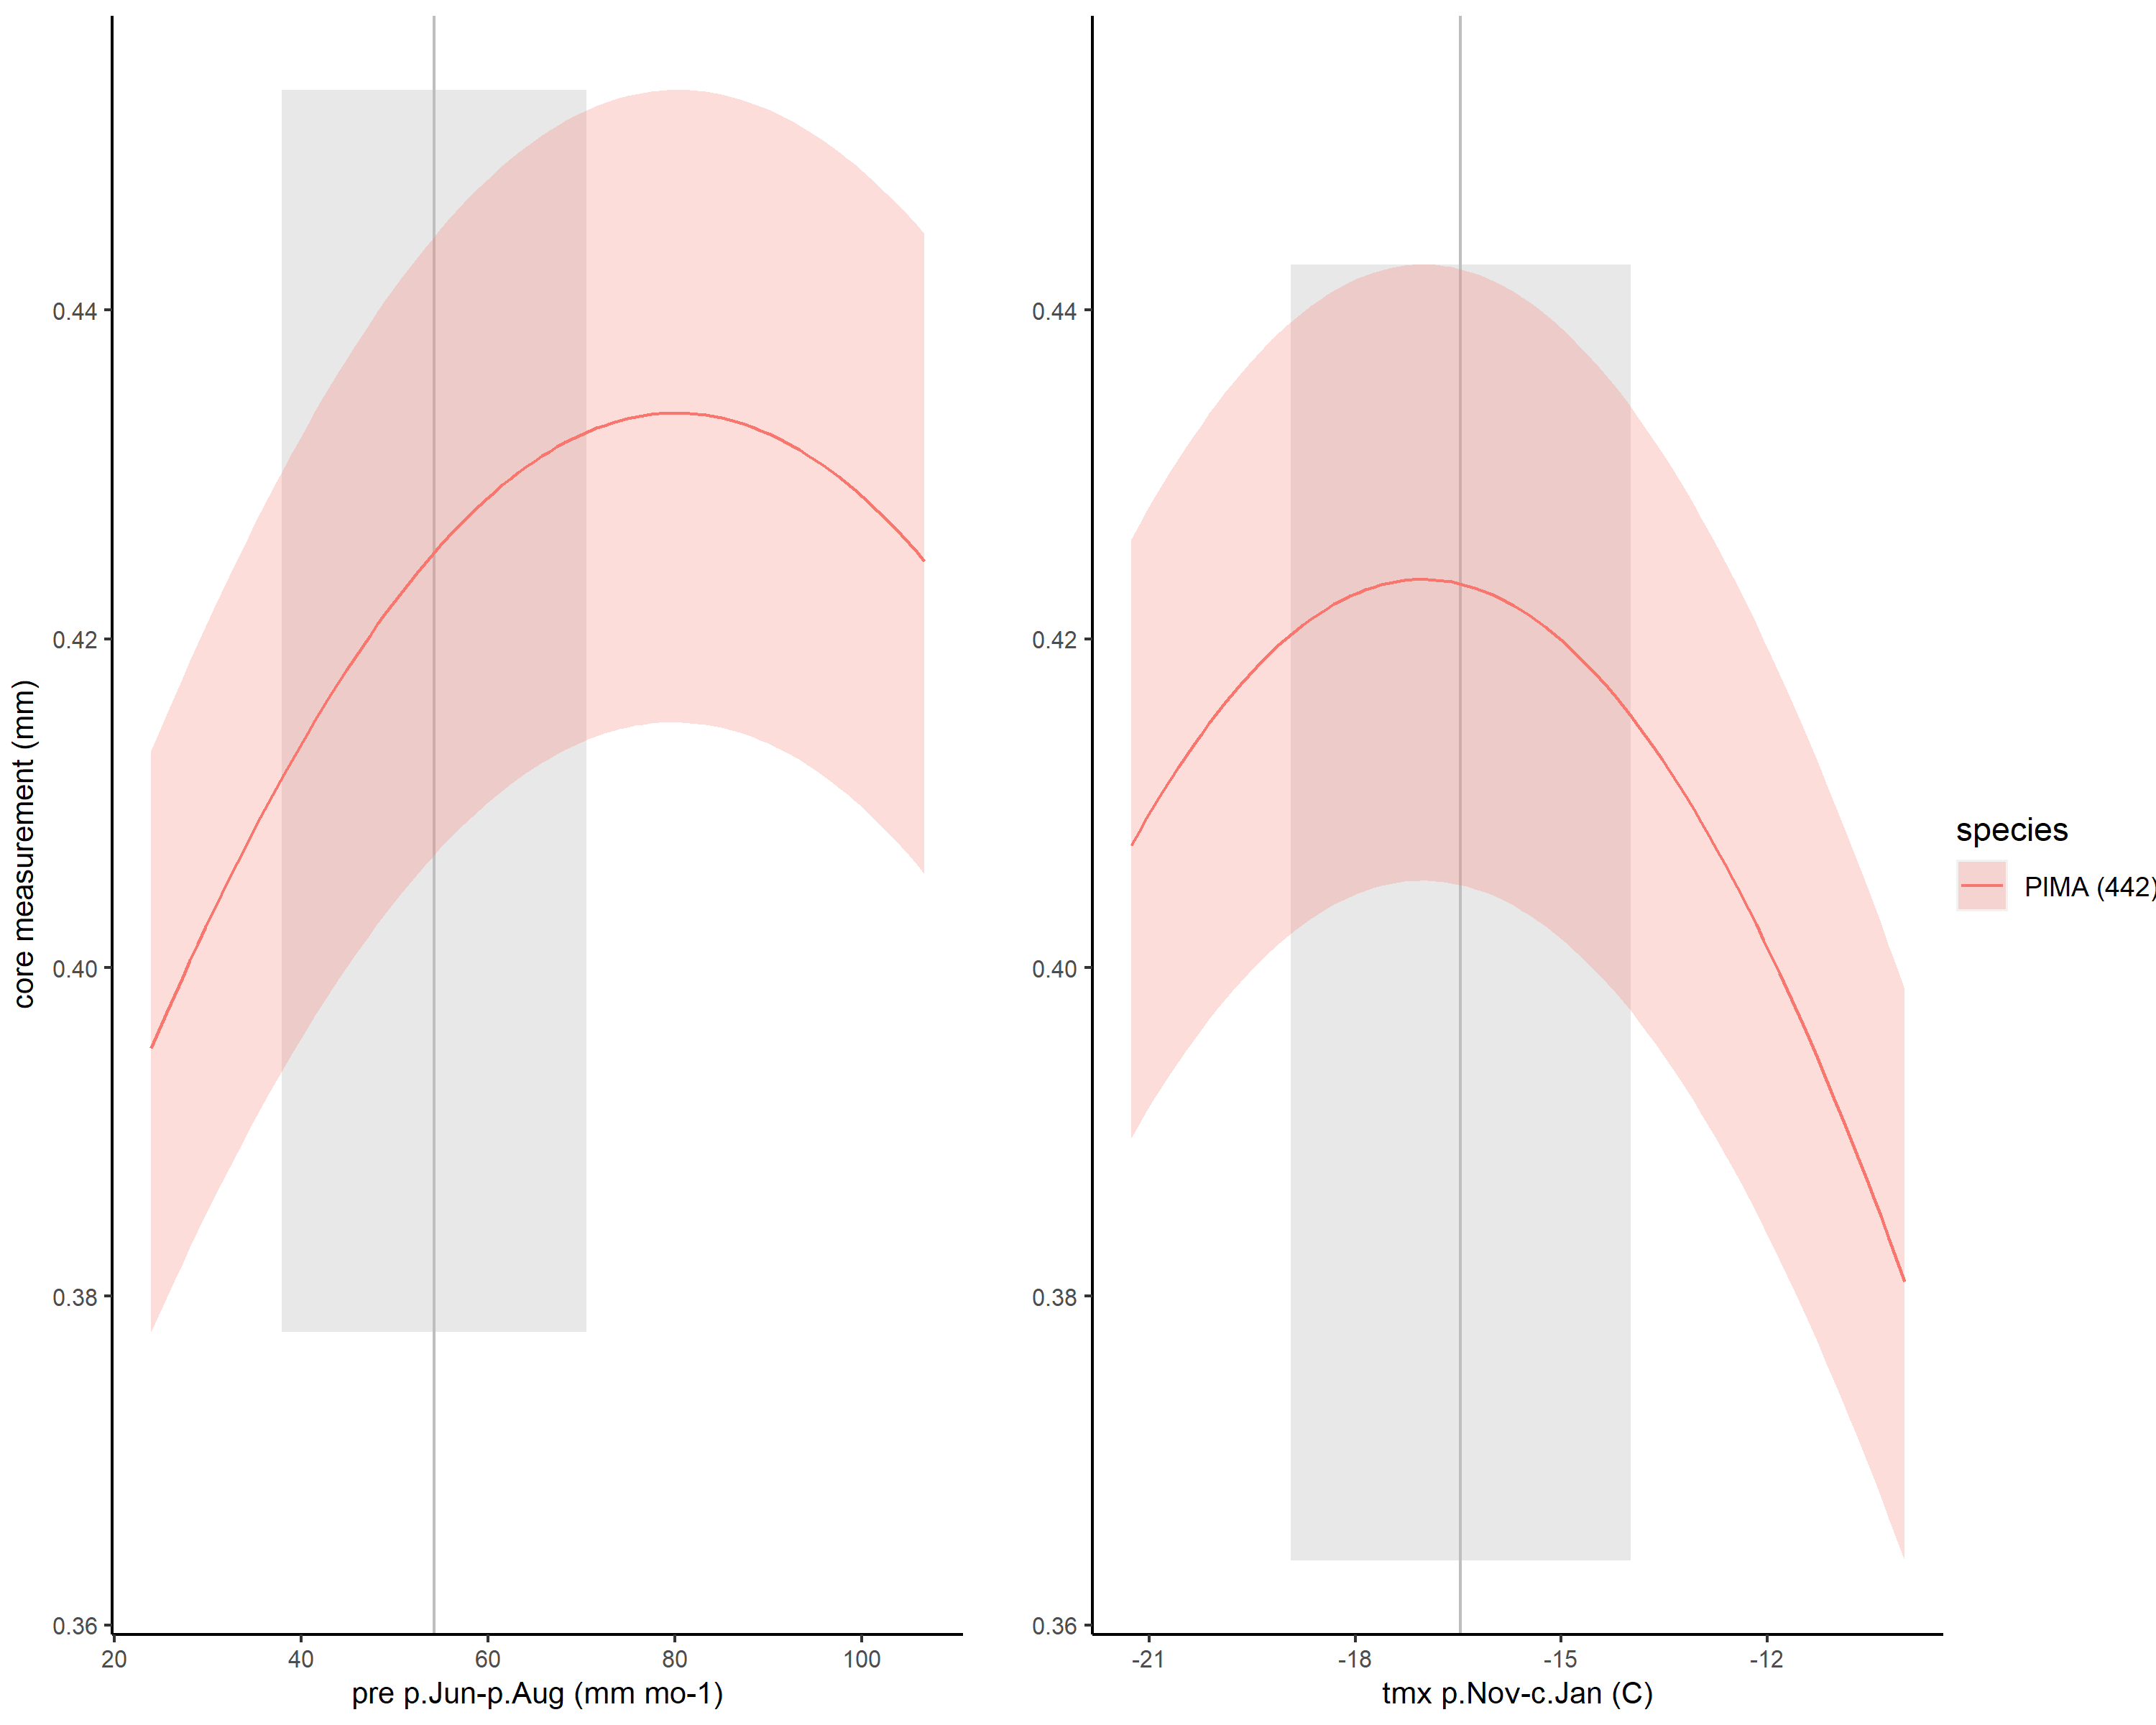 core measurement (mm)
0.44
0.42
0.40
0.38
0.36
20 40 60 80 100
pre p.Jun-p.Aug (mm mo-1)
0.44
0.42
0.40
0.38
0.36
-21 -18 -15 -12
tmx p.Nov-c.Jan (C)
species
PIMA (442)